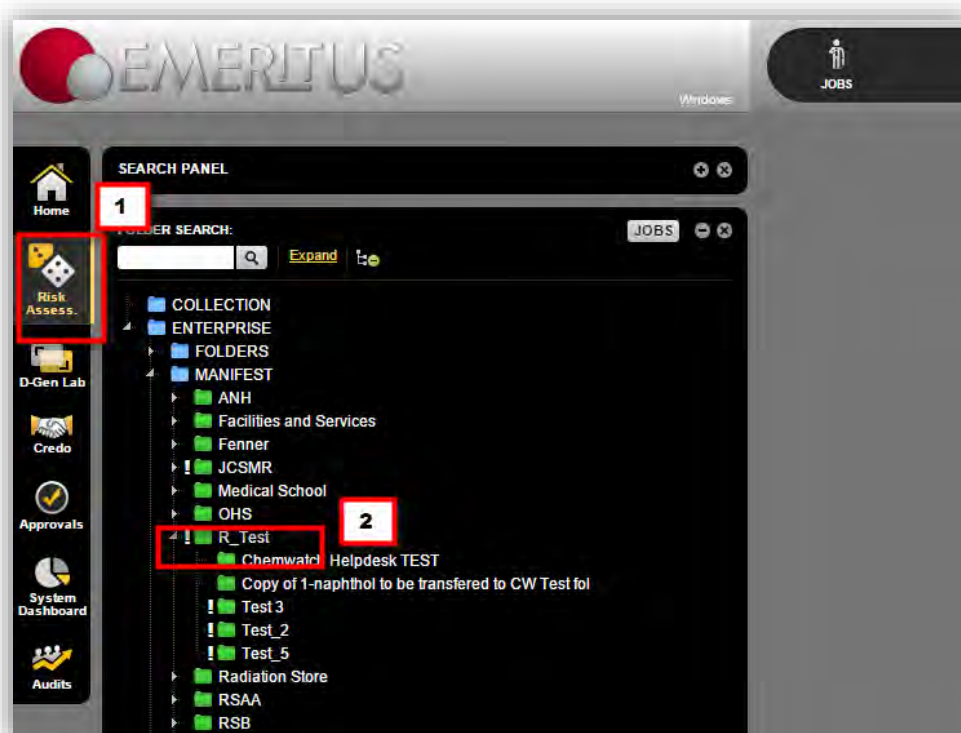 EMERITUS
Windows
JOBS
Home
Risk
Assess.
D-Gen Lab
Credo
Approvals
System
Dashboard
Audits
1
SEARCH PANEL
OLDER SEARCH:
JOBS
Expand
COLLECTION
ENTERPRISE
FOLDERS
MANIFEST
ANH
Facilities and Services
Fenner
! JCSMR
Medical School
OHS
2
! R_Test
Chemwatch Helpdesk TEST
Copy of 1-naphthol to be transfered to CW Test fol
! Test 3
! Test_2
! Test_5
Radiation Store
RSAA
RSB